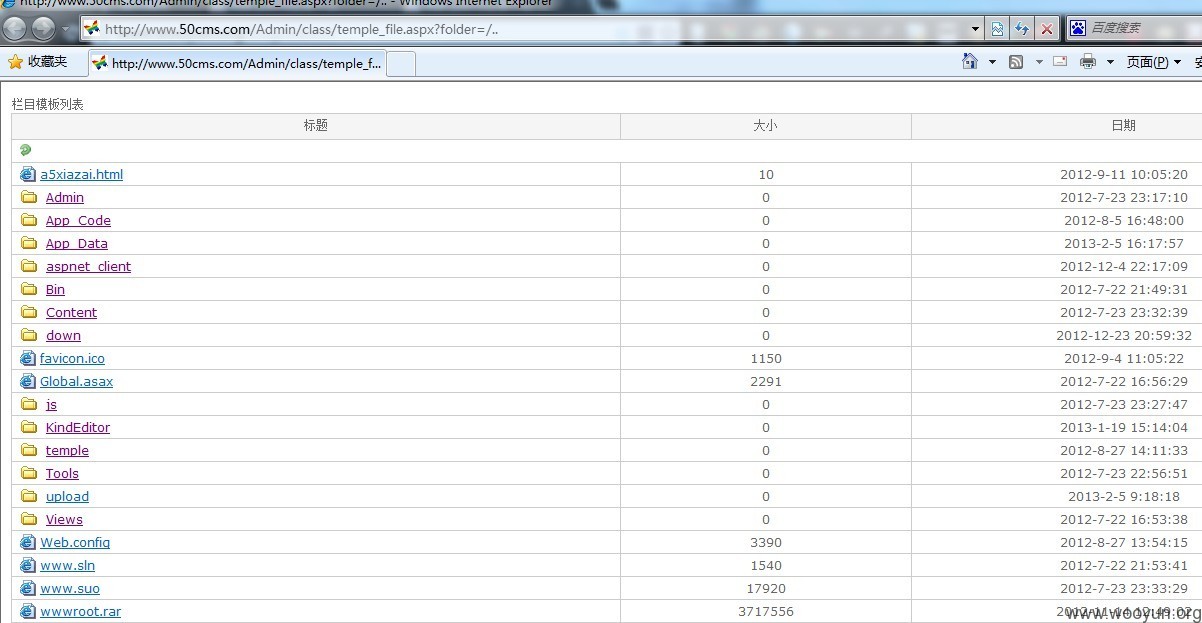 http://www.50cms.com/Admin/class/temple_file.aspx?folder=/.. - Windows Internet Explorer
http://www.50cms.com/Admin/class/temple_file.aspx?folder=/.. 百度搜索
收藏夹 http://www.50cms.com/Admin/class/temple_f... 页面(P)
栏目模板列表
标题 大小 日期
a5xiazai.html 10 2012-9-11 10:05:20
Admin 0 2012-7-23 23:17:10
App_Code 0 2012-8-5 16:48:00
App_Data 0 2013-2-5 16:17:57
aspnet_client 0 2012-12-4 22:17:09
Bin 0 2012-7-22 21:49:31
Content 0 2012-7-23 23:32:39
down 0 2012-12-23 20:59:32
favicon.ico 1150 2012-9-4 11:05:22
Global.asax 2291 2012-7-22 16:56:29
js 0 2012-7-23 23:27:47
KindEditor 0 2013-1-19 15:14:04
temple 0 2012-8-27 14:11:33
Tools 0 2012-7-23 22:56:51
upload 0 2013-2-5 9:18:18
Views 0 2012-7-22 16:53:38
Web.config 3390 2012-8-27 13:54:15
www.sln 1540 2012-7-22 21:53:41
www.suo 17920 2012-7-23 23:33:29
wwwroot.rar 3717556 2012-11-14 12:49:02
www.wooyun.org